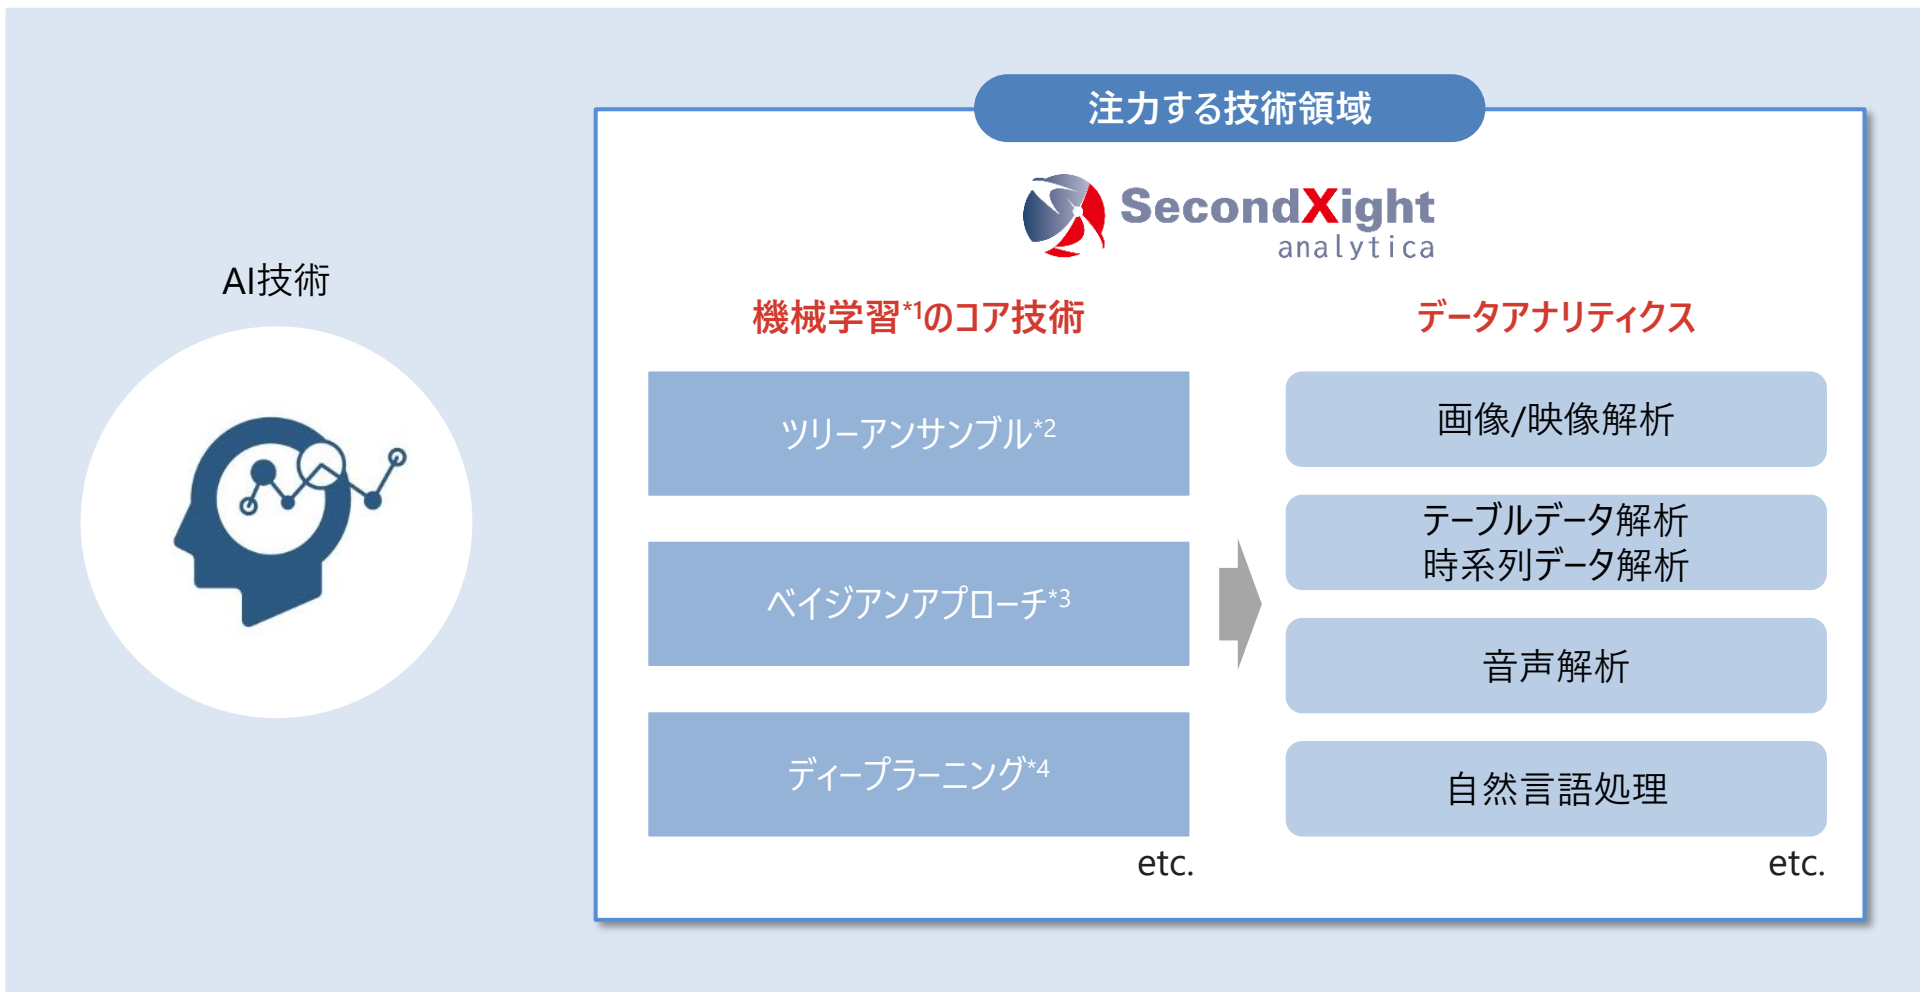 注力する技術領域
SecondXight
analytica
AI技術
機械学習*1のコア技術
ツリーアンサンブル*2
ベイジアンアプローチ*3
ディープラーニング*4
etc.
データアナリティクス
画像/映像解析
テーブルデータ解析
時系列データ解析
音声解析
自然言語処理
etc.